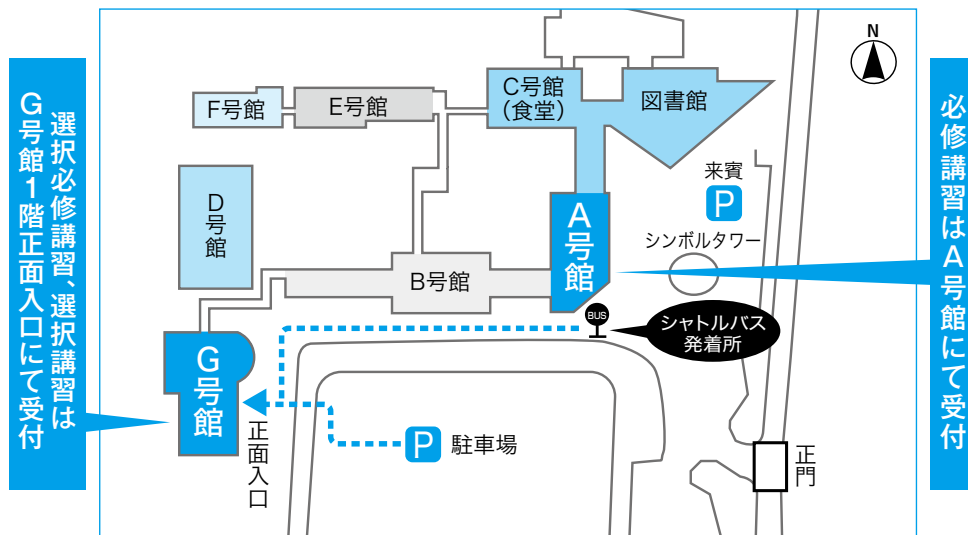 選択必修講習、選択講習は
G号館1階正面入口にて受付
N
C号館
(食堂)
図書館
F号館
E号館
来賓
P
D号館
A号館
シンボルタワー
B号館
BUS
シャトルバス
発着所
G号館
正面入口
P 駐車場
正門
必修講習はA号館にて受付